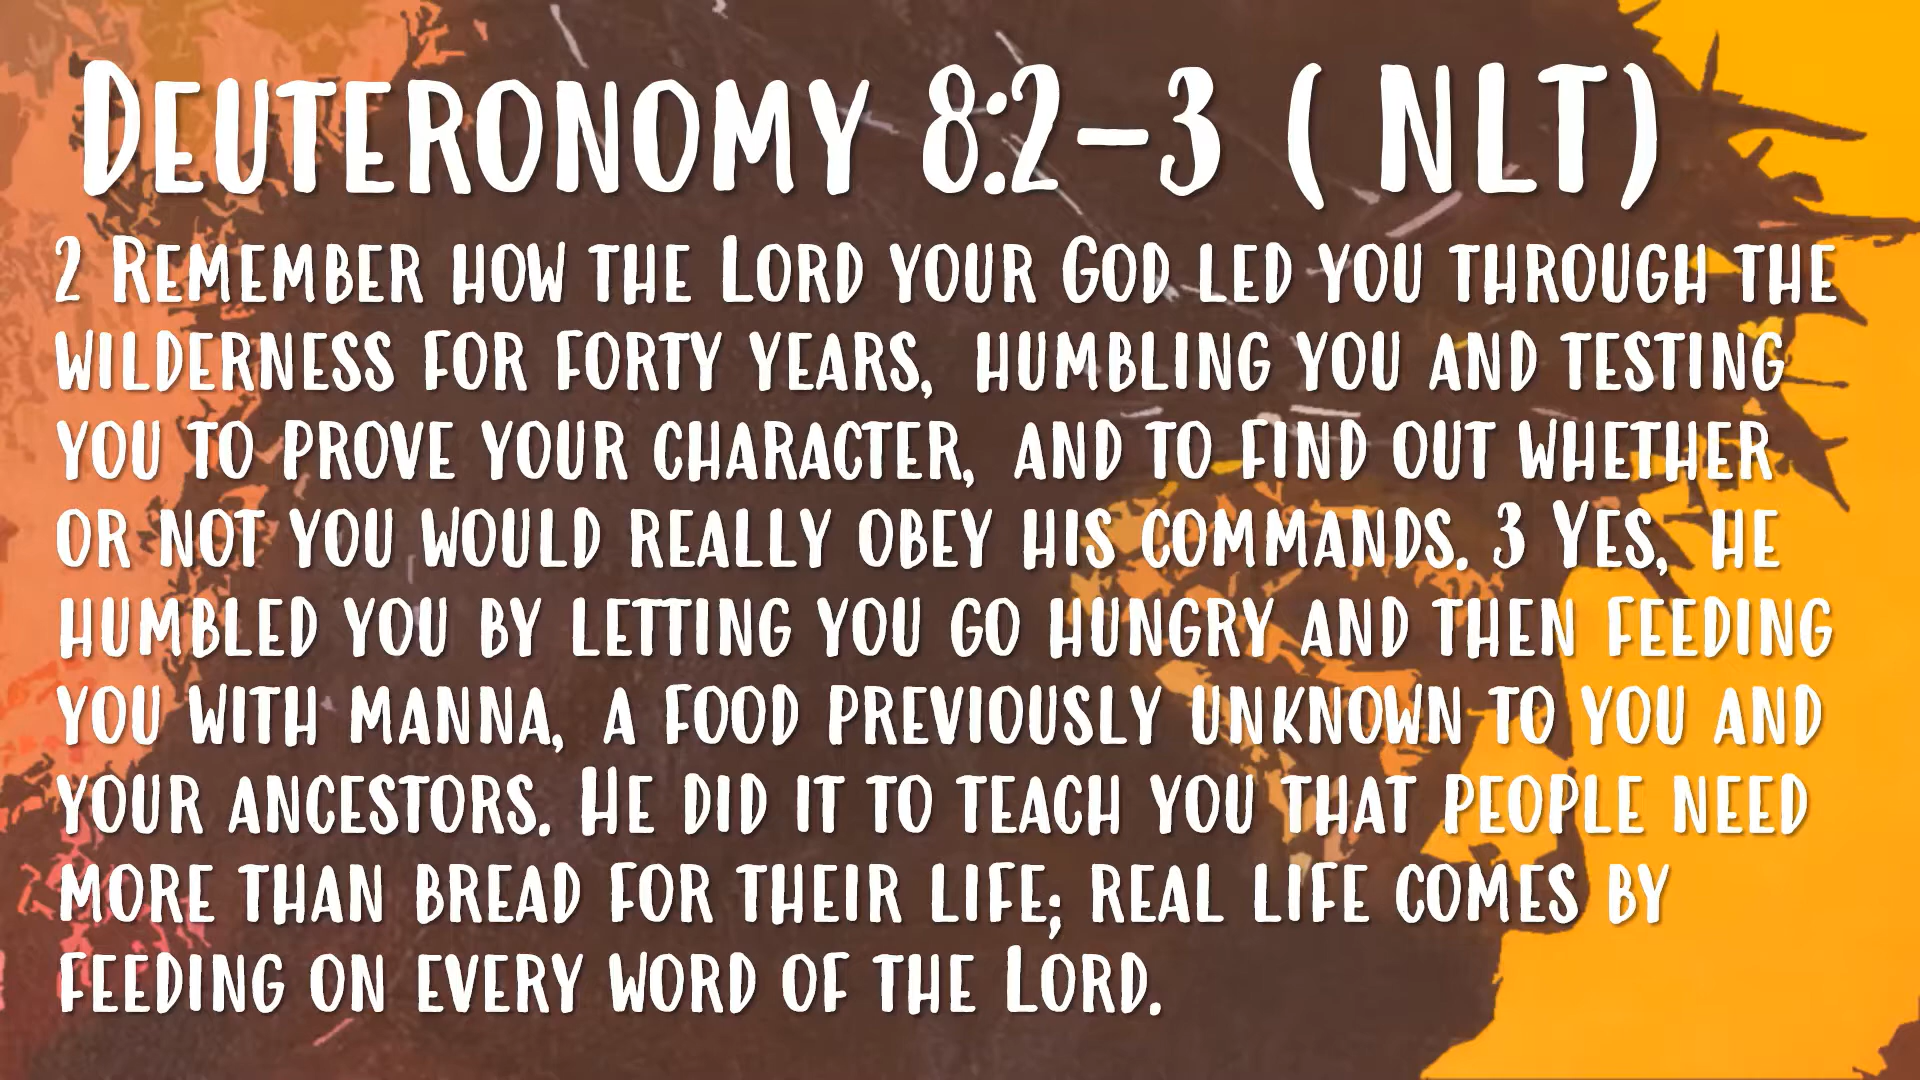 Deuteronomy 8:2–3 ( NLT)
2 Remember how the Lord your God led you through the
wilderness for forty years, humbling you and testing
you to prove your character, and to find out whether
or not you would really obey his commands. 3 Yes, he
humbled you by letting you go hungry and then feeding
you with manna, a food previously unknown to you and
your ancestors. He did it to teach you that people need
more than bread for their life; real life comes by
feeding on every word of the Lord.